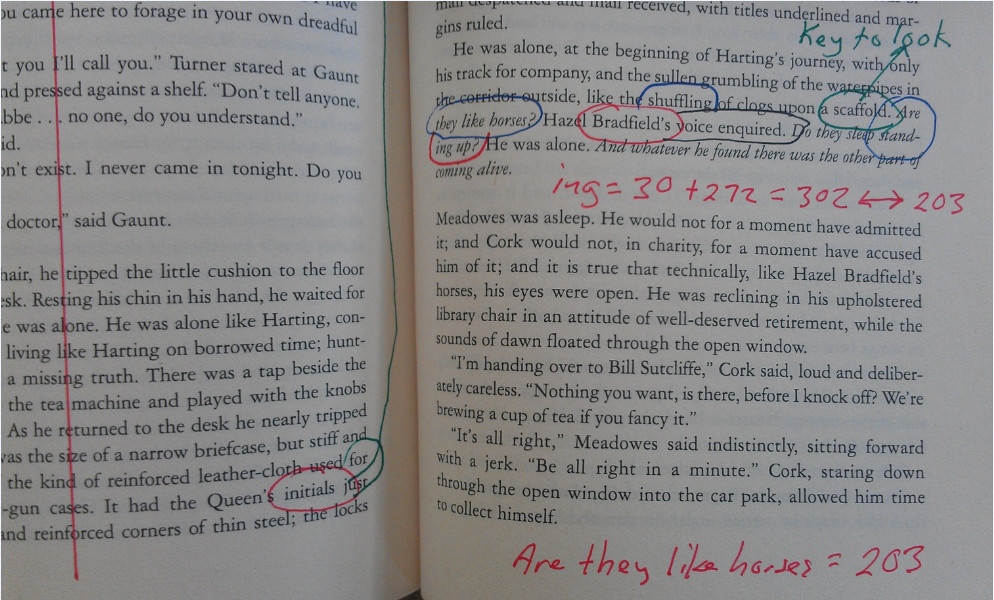 ou came here to forage in your own dreadful
t you I'll call you." Turner stared at Gaunt
nd pressed against a shelf. "Don't tell anyone.
bbe . . . no one, do you understand."
id.
on't exist. I never came in tonight. Do you
doctor," said Gaunt.
hair, he tipped the little cushion to the floor
esk. Resting his chin in his hand, he waited for
e was alone. He was alone like Harting, con-
living like Harting on borrowed time; hunt-
a missing truth. There was a tap beside the
the tea machine and played with the knobs
As he returned to the desk he nearly tripped
was the size of a narrow briefcase, but stiff and
the kind of reinforced leather-cloth used for
-gun cases. It had the Queen's initials just
and reinforced corners of thin steel; the locks
man despatched and man received, with titles underlined and mar-
gins ruled.
Key to look
He was alone, at the beginning of Harting's journey, with only
his track for company, and the sullen grumbling of the waterpipes in
the corridor outside, like the shuffling of clogs upon a scaffold. Are
they like horses? Hazel Bradfield's voice enquired. Do they sleep stand-
ing up? He was alone. And whatever he found there was the other part of
coming alive.
ing = 30 + 272 = 302 ↔ 203
Meadowes was asleep. He would not for a moment have admitted
it; and Cork would not, in charity, for a moment have accused
him of it; and it is true that technically, like Hazel Bradfield's
horses, his eyes were open. He was reclining in his upholstered
library chair in an attitude of well-deserved retirement, while the
sounds of dawn floated through the open window.
"I'm handing over to Bill Sutcliffe," Cork said, loud and deliber-
ately careless. "Nothing you want, is there, before I knock off? We're
brewing a cup of tea if you fancy it."
"It's all right," Meadowes said indistinctly, sitting forward
with a jerk. "Be all right in a minute." Cork, staring down
through the open window into the car park, allowed him time
to collect himself.
Are they like horses = 203